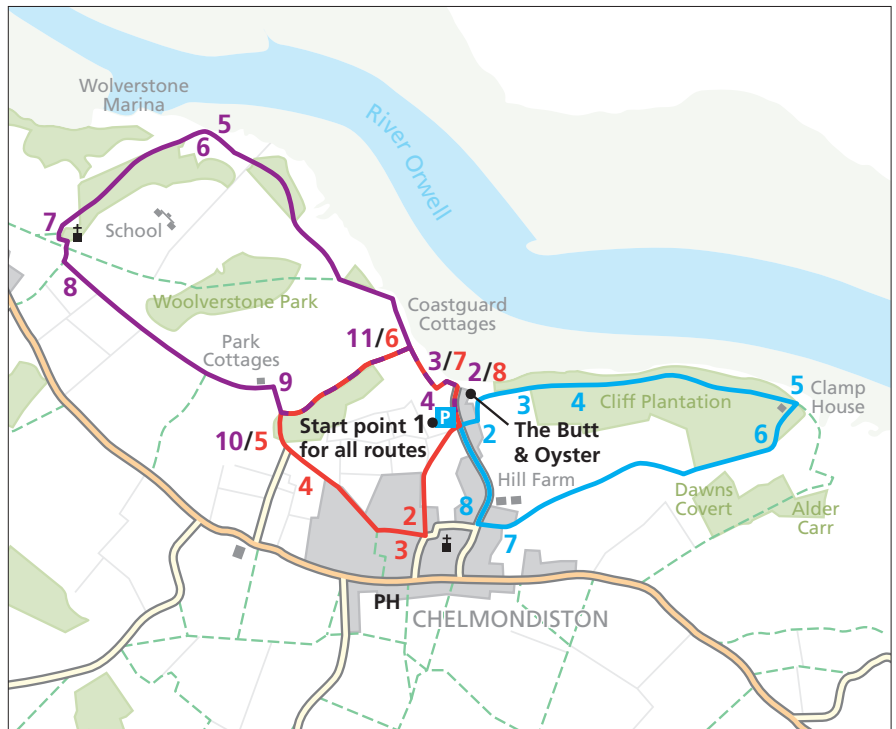 Wolverstone
Marina
5
6
River Orwell
7
School
8
Woolverstone Park
Coastguard
Cottages
Park
Cottages
11/6
3/7
2/8
9
4
P
Start point 1
for all routes
10/5
2
The Butt
& Oyster
3
4
Cliff Plantation
5
Clamp
House
6
4
Hill Farm
Dawns
Covert
Alder
Carr
2
3
8
7
PH
CHELMONDISTON